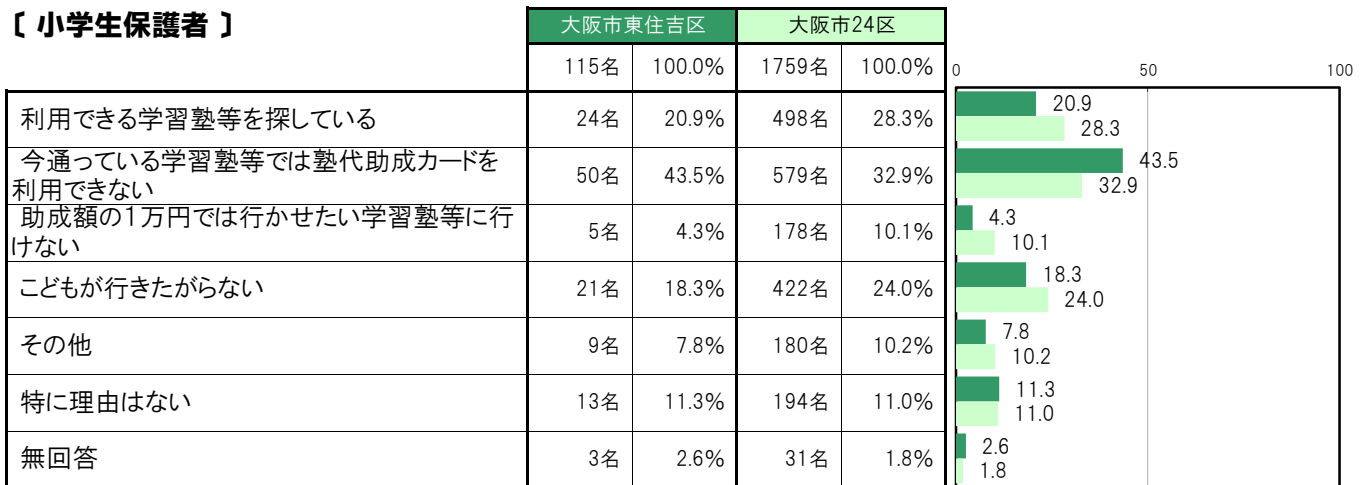 〔 小学生保護者 〕
大阪市東住吉区 大阪市24区
115名 100.0% 1759名 100.0%
0 50 100
利用できる学習塾等を探している 24名 20.9% 498名 28.3%
20.9
28.3
今通っている学習塾等では塾代助成カードを
利用できない
50名 43.5% 579名 32.9%
43.5
32.9
助成額の1万円では行かせたい学習塾等に行
けない
5名 4.3% 178名 10.1%
4.3
10.1
こどもが行きたがらない 21名 18.3% 422名 24.0%
18.3
24.0
その他 9名 7.8% 180名 10.2%
7.8
10.2
特に理由はない 13名 11.3% 194名 11.0%
11.3
11.0
無回答 3名 2.6% 31名 1.8%
2.6
1.8